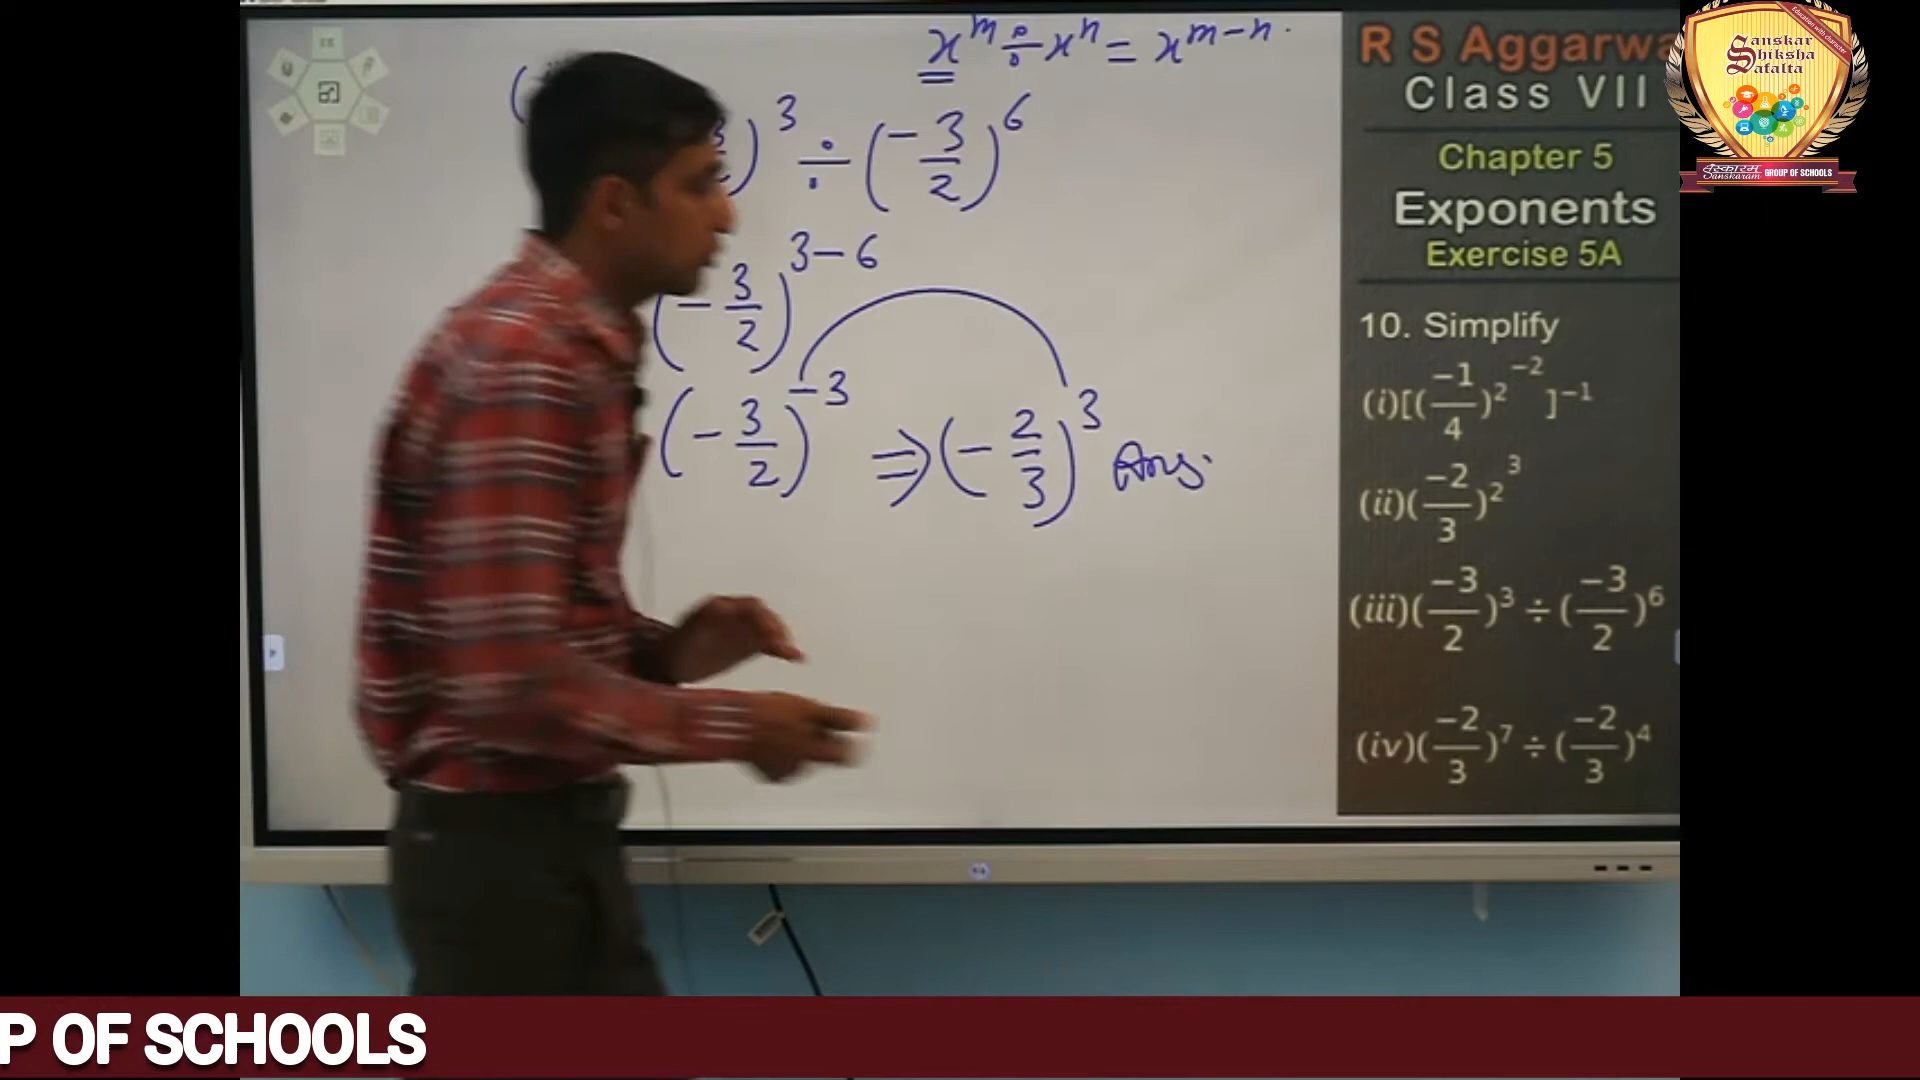 x^m ÷ x^n = x^{m-n}.
)^3 ÷ (-3/2)^6
(-3/2)^{3-6}
(-3/2)^{-3} ⇒ (-2/3)^3 Ans.
R S Aggarwa
Class VII
Chapter 5
Exponents
Exercise 5A
10. Simplify
(i)[((-1/4)^2)^{-2}]^{-1}
(ii)((-2/3)^2)^3
(iii)(-3/2)^3 ÷ (-3/2)^6
(iv)(-2/3)^7 ÷ (-2/3)^4
Education with character
Sanskar
Shiksha
Safalta
संस्कारम
Sanskaram GROUP OF SCHOOLS
P OF SCHOOLS